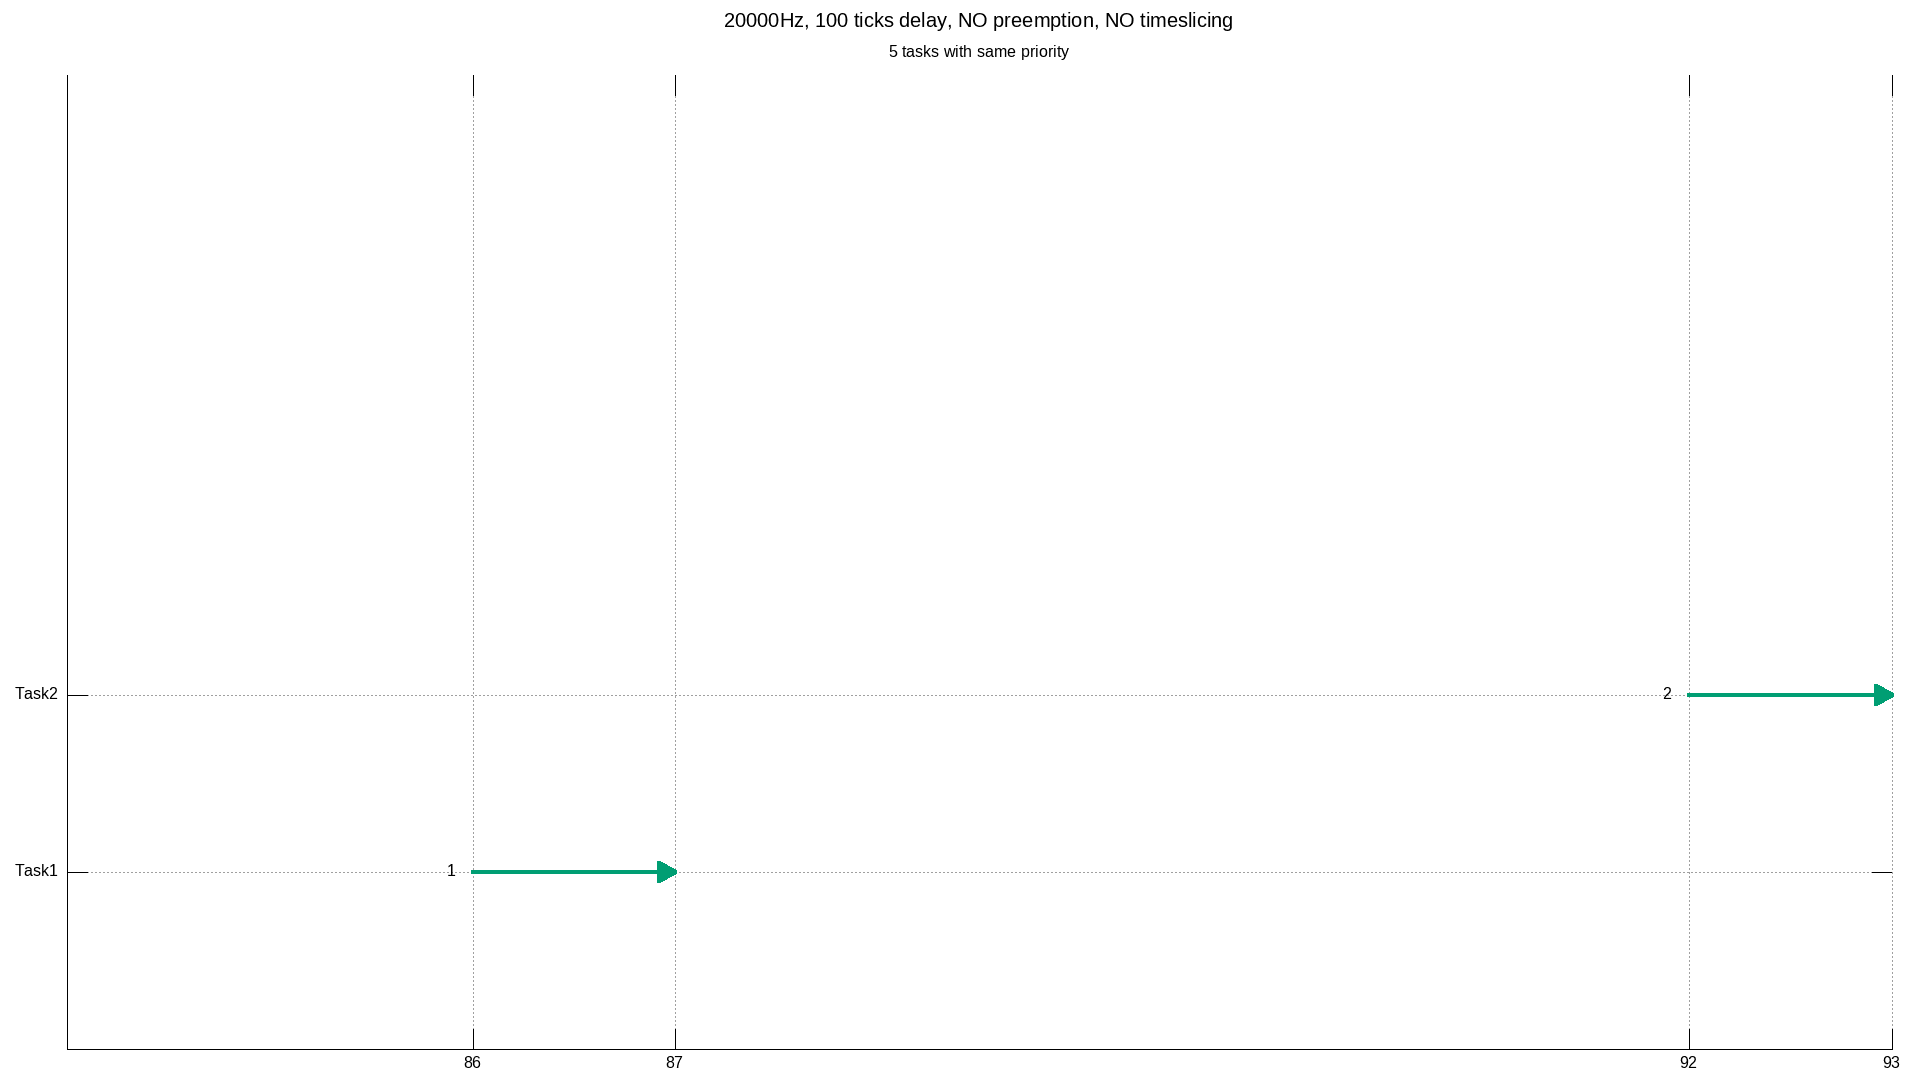 20000Hz, 100 ticks delay, NO preemption, NO timeslicing
5 tasks with same priority
Task2
2
Task1
1
86
87
92
93